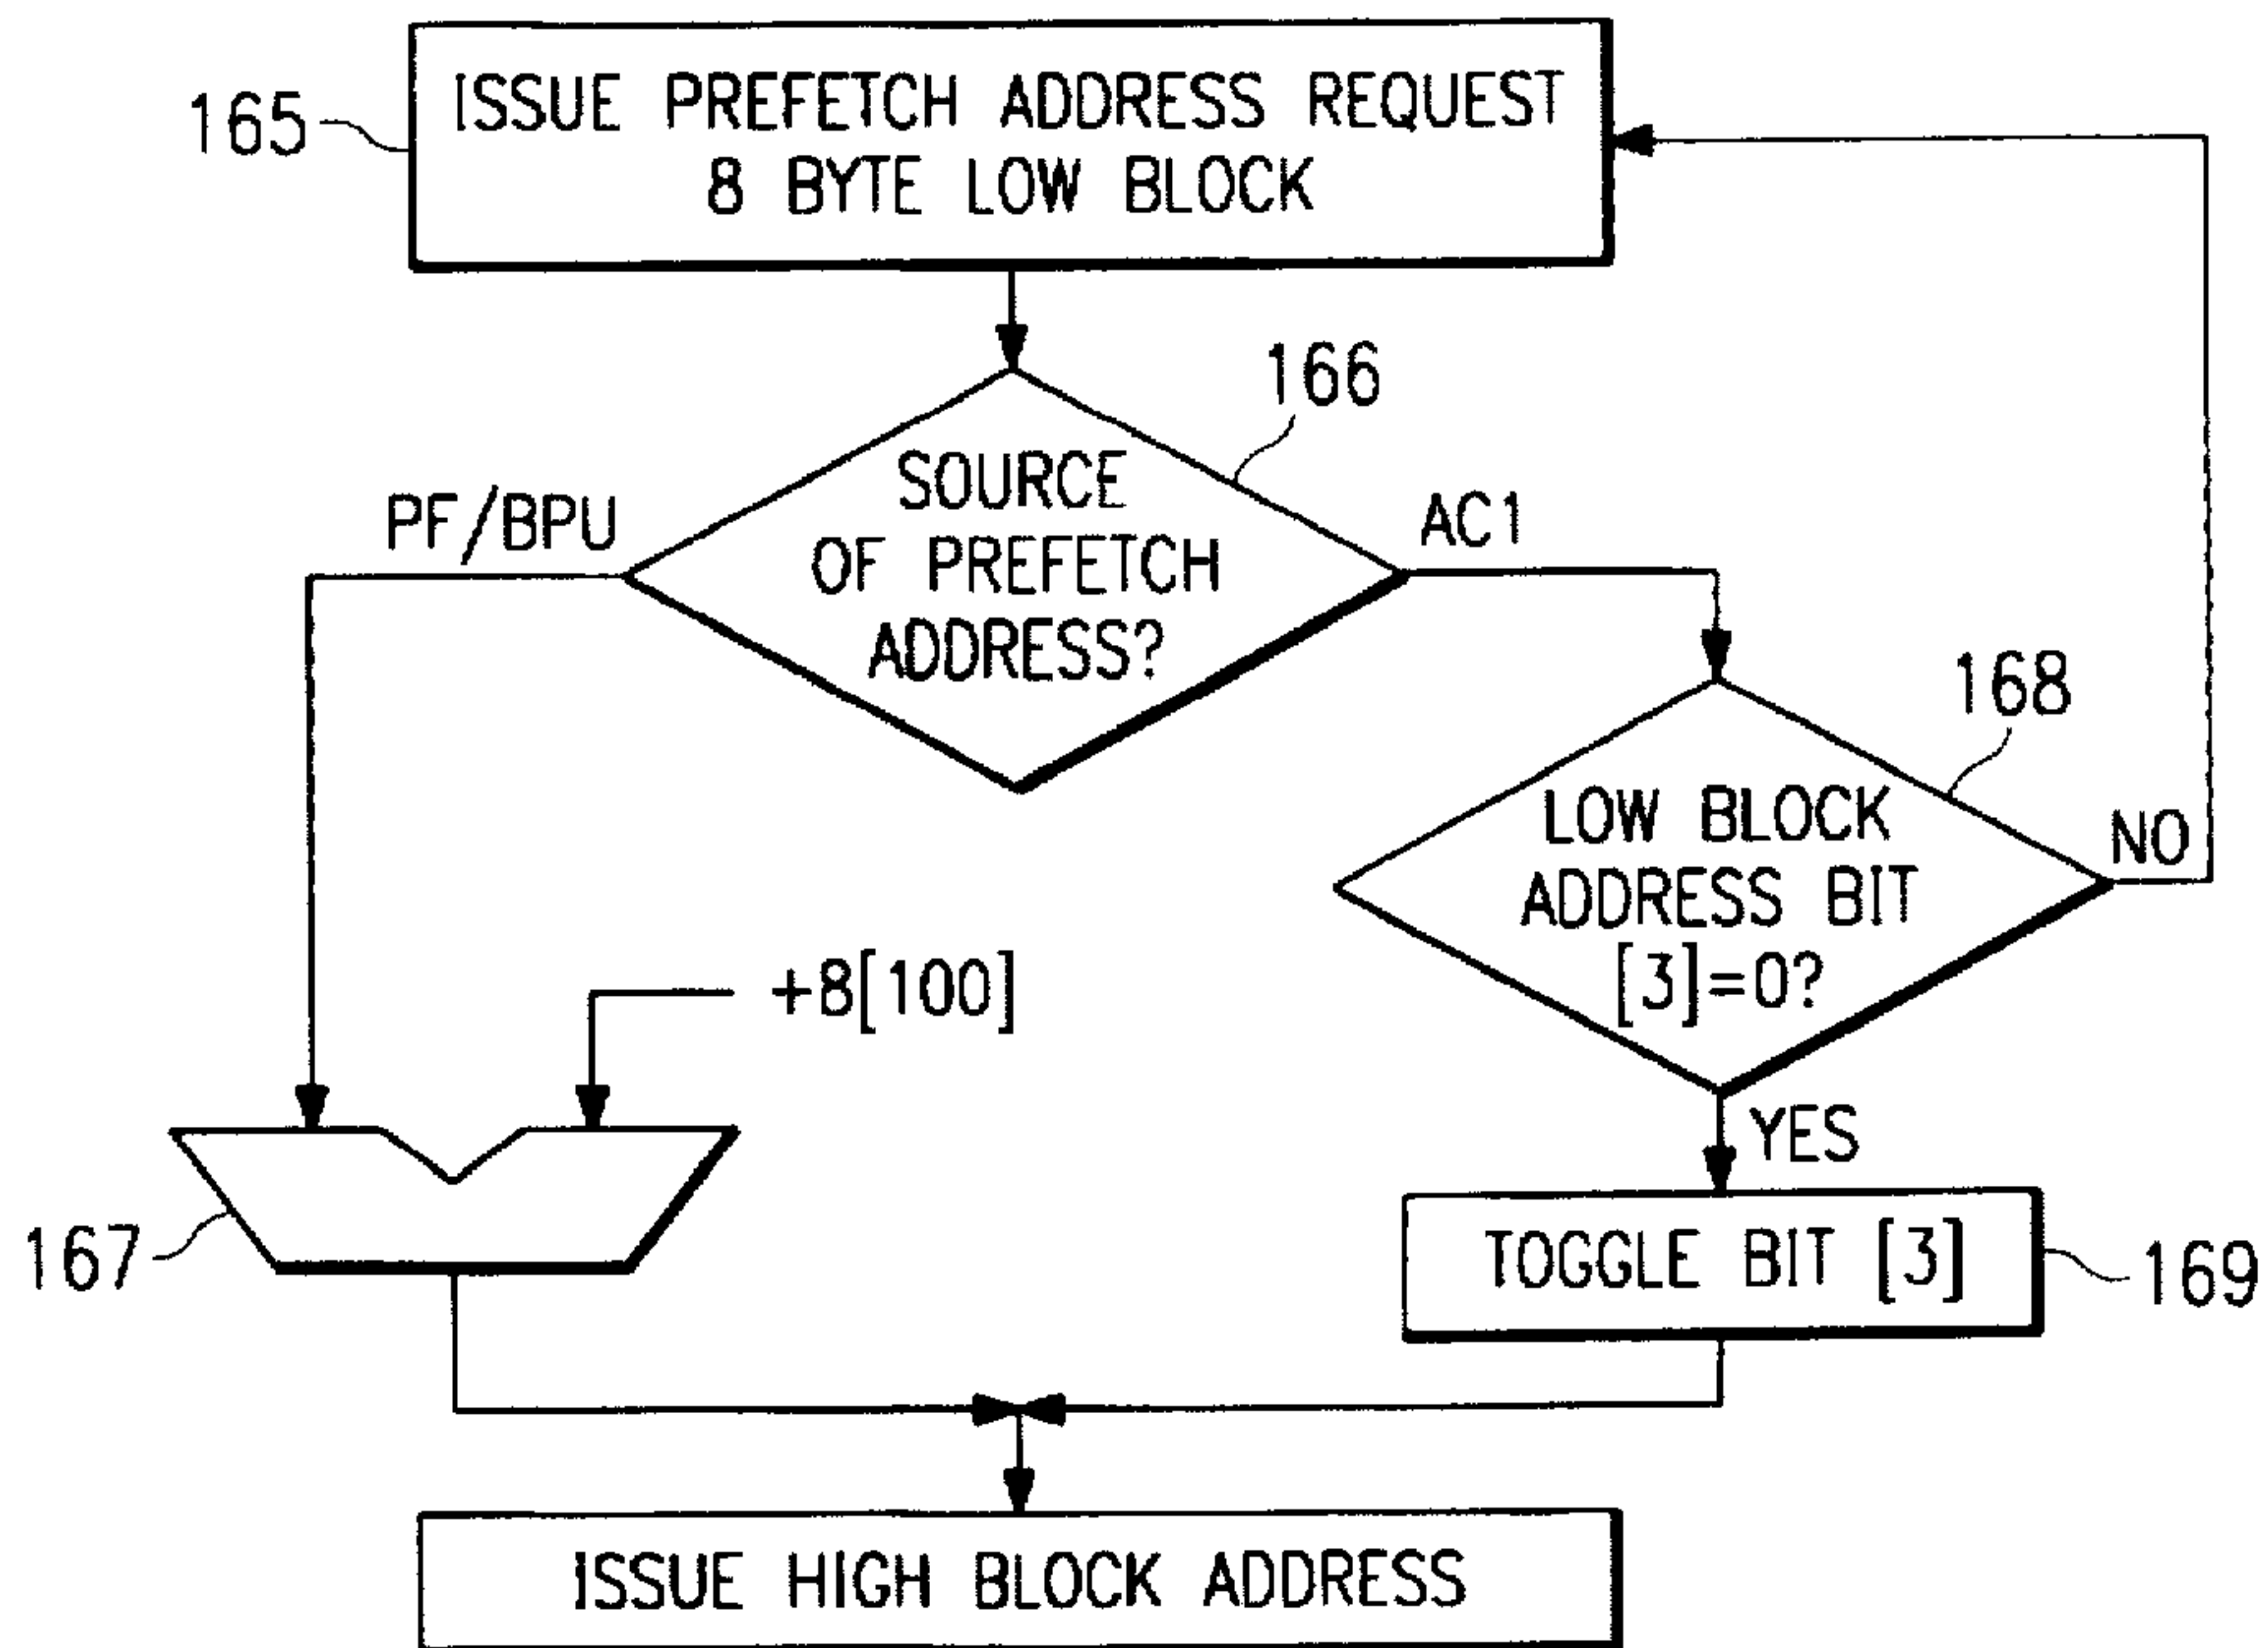 165
ISSUE PREFETCH ADDRESS REQUEST
8 BYTE LOW BLOCK
166
SOURCE
OF PREFETCH
ADDRESS?
PF/BPU
AC1
168
LOW BLOCK
ADDRESS BIT
[3]=0?
NO
+8[100]
YES
167
TOGGLE BIT [3]
169
ISSUE HIGH BLOCK ADDRESS